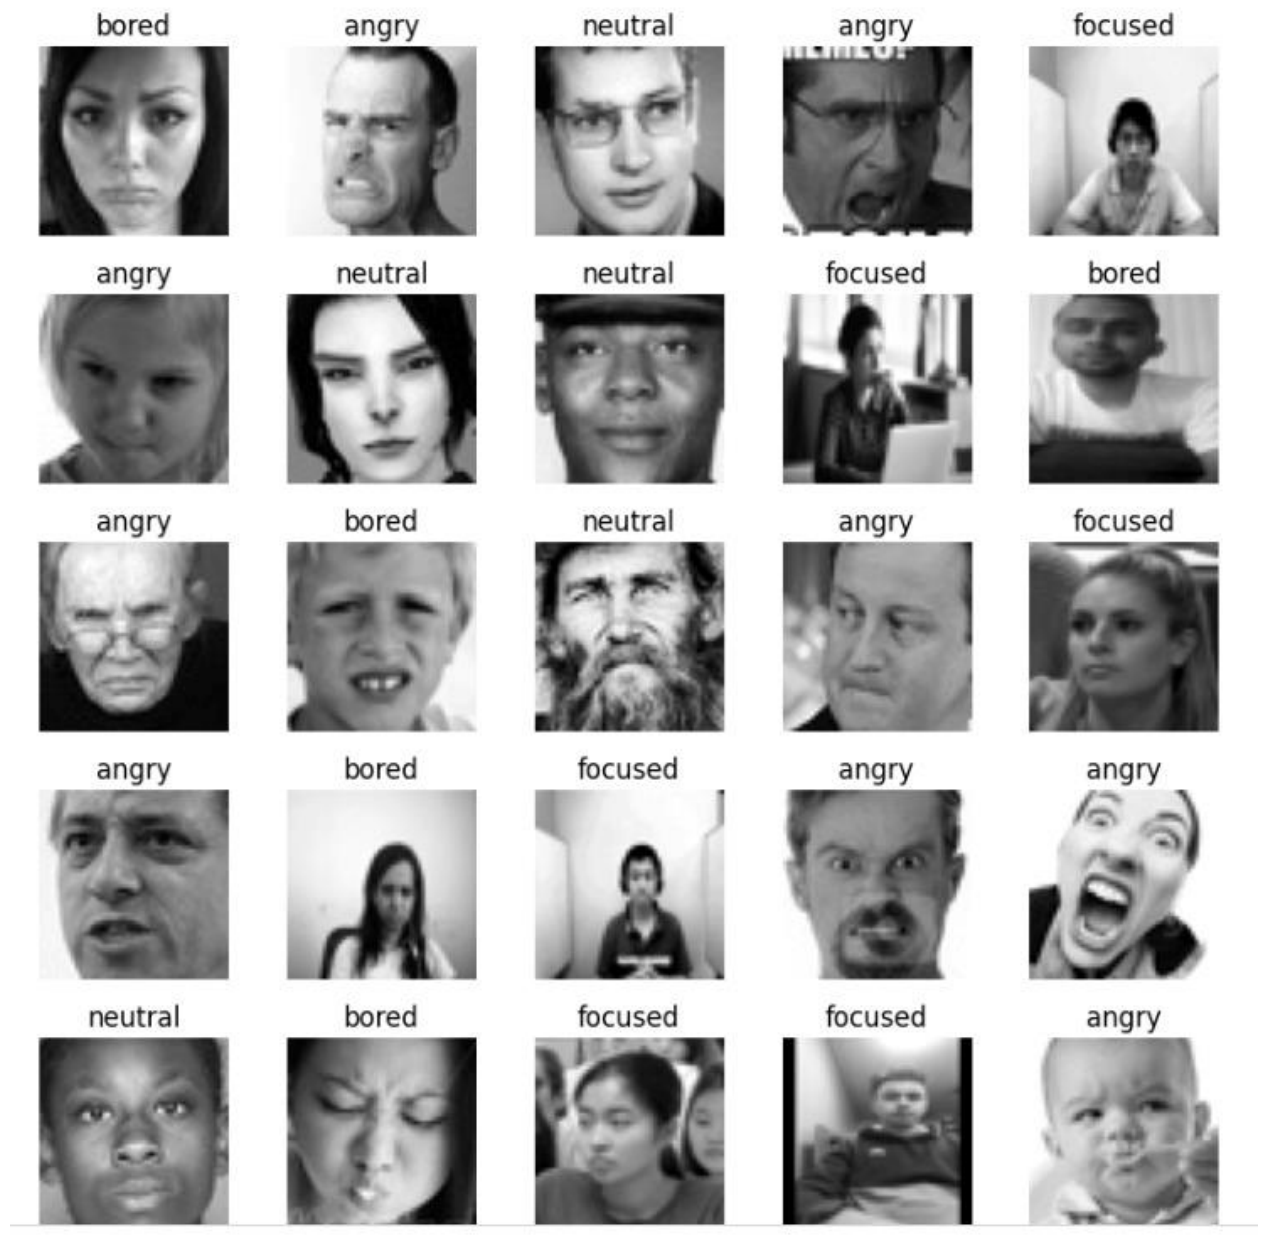 bored angry neutral angry focused
angry neutral neutral focused bored
angry bored neutral angry focused
angry bored focused angry angry
neutral bored focused focused angry